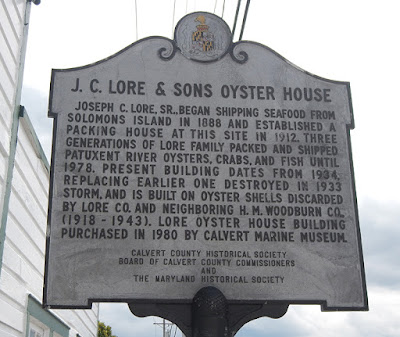 J. C. LORE & SONS OYSTER HOUSE
JOSEPH C. LORE, SR., BEGAN SHIPPING SEAFOOD FROM
SOLOMONS ISLAND IN 1888 AND ESTABLISHED A
PACKING HOUSE AT THIS SITE IN 1912. THREE
GENERATIONS OF LORE FAMILY PACKED AND SHIPPED
PATUXENT RIVER OYSTERS, CRABS, AND FISH UNTIL
1978. PRESENT BUILDING DATES FROM 1934,
REPLACING EARLIER ONE DESTROYED IN 1933
STORM, AND IS BUILT ON OYSTER SHELLS DISCARDED
BY LORE CO. AND NEIGHBORING H. M. WOODBURN CO.,
(1918 - 1943). LORE OYSTER HOUSE BUILDING
PURCHASED IN 1980 BY CALVERT MARINE MUSEUM.
CALVERT COUNTY HISTORICAL SOCIETY
BOARD OF CALVERT COUNTY COMMISSIONERS
AND
THE MARYLAND HISTORICAL SOCIETY